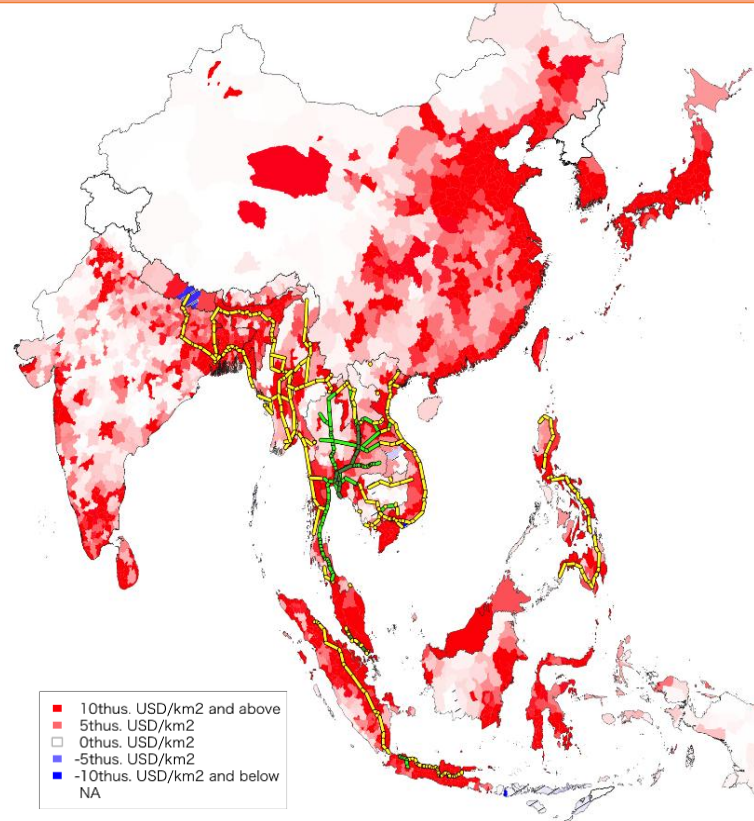 10thus. USD/km2 and above
5thus. USD/km2
0thus. USD/km2
-5thus. USD/km2
-10thus. USD/km2 and below
NA